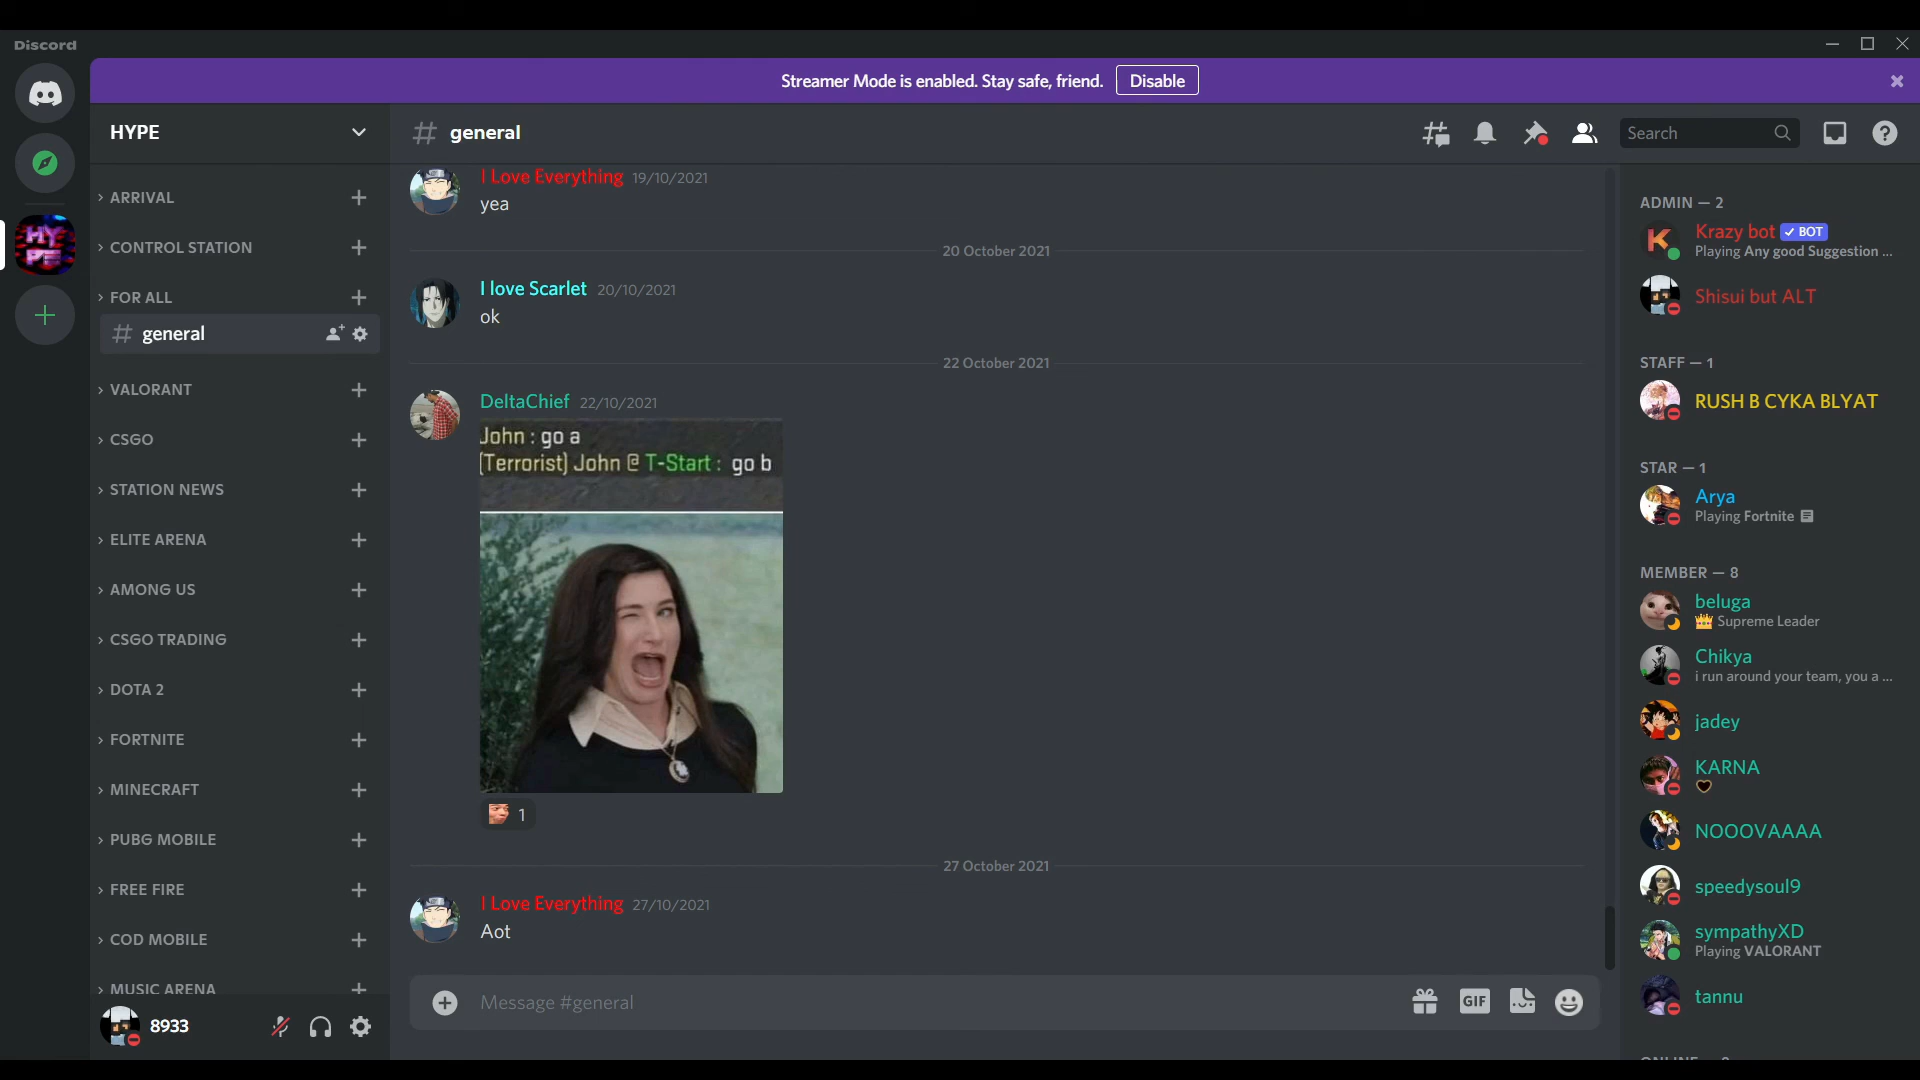 Discord
Streamer Mode is enabled. Stay safe, friend. Disable
HYPE
HY
PE
ARRIVAL
CONTROL STATION
FOR ALL
general
VALORANT
CSGO
STATION NEWS
ELITE ARENA
AMONG US
CSGO TRADING
DOTA 2
FORTNITE
MINECRAFT
PUBG MOBILE
FREE FIRE
COD MOBILE
MUSIC ARENA
8933
general
Search
I Love Everything 19/10/2021
yea
20 October 2021
I love Scarlet 20/10/2021
ok
22 October 2021
DeltaChief 22/10/2021
John : go a
(Terrorist) John @ T-Start : go b
1
27 October 2021
I Love Everything 27/10/2021
Aot
Message #general
GIF
ADMIN — 2
Krazy bot ✓ BOT
Playing Any good Suggestion ...
Shisui but ALT
STAFF — 1
RUSH B CYKA BLYAT
STAR — 1
Arya
Playing Fortnite
MEMBER — 8
beluga
Supreme Leader
Chikya
i run around your team, you a ...
jadey
KARNA
NOOOVAAAA
speedysoul9
sympathyXD
Playing VALORANT
tannu